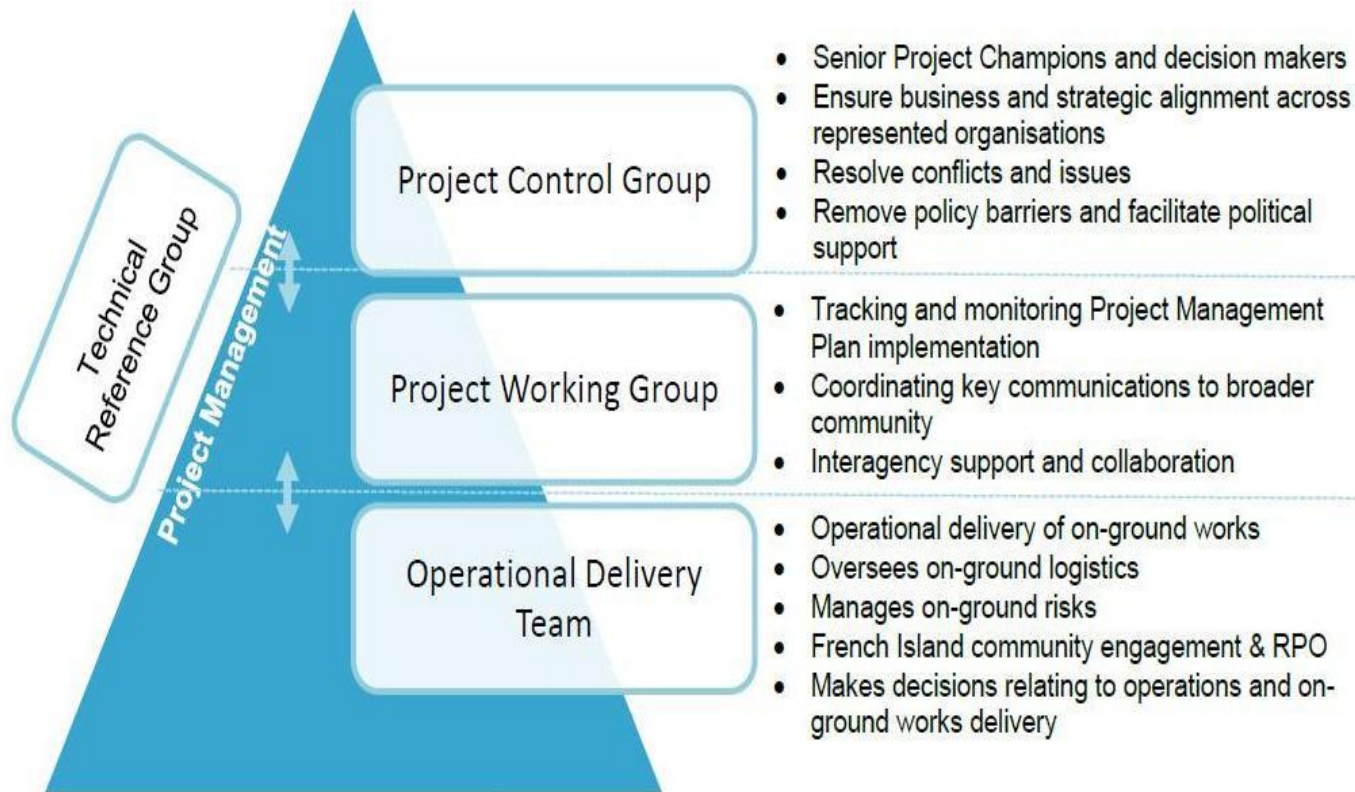 Technical
Reference Group
Project Management
Project Control Group
• Senior Project Champions and decision makers
• Ensure business and strategic alignment across
represented organisations
• Resolve conflicts and issues
• Remove policy barriers and facilitate political
support
Project Working Group
• Tracking and monitoring Project Management
Plan implementation
• Coordinating key communications to broader
community
• Interagency support and collaboration
Operational Delivery
Team
• Operational delivery of on-ground works
• Oversees on-ground logistics
• Manages on-ground risks
• French Island community engagement & RPO
• Makes decisions relating to operations and on-
ground works delivery